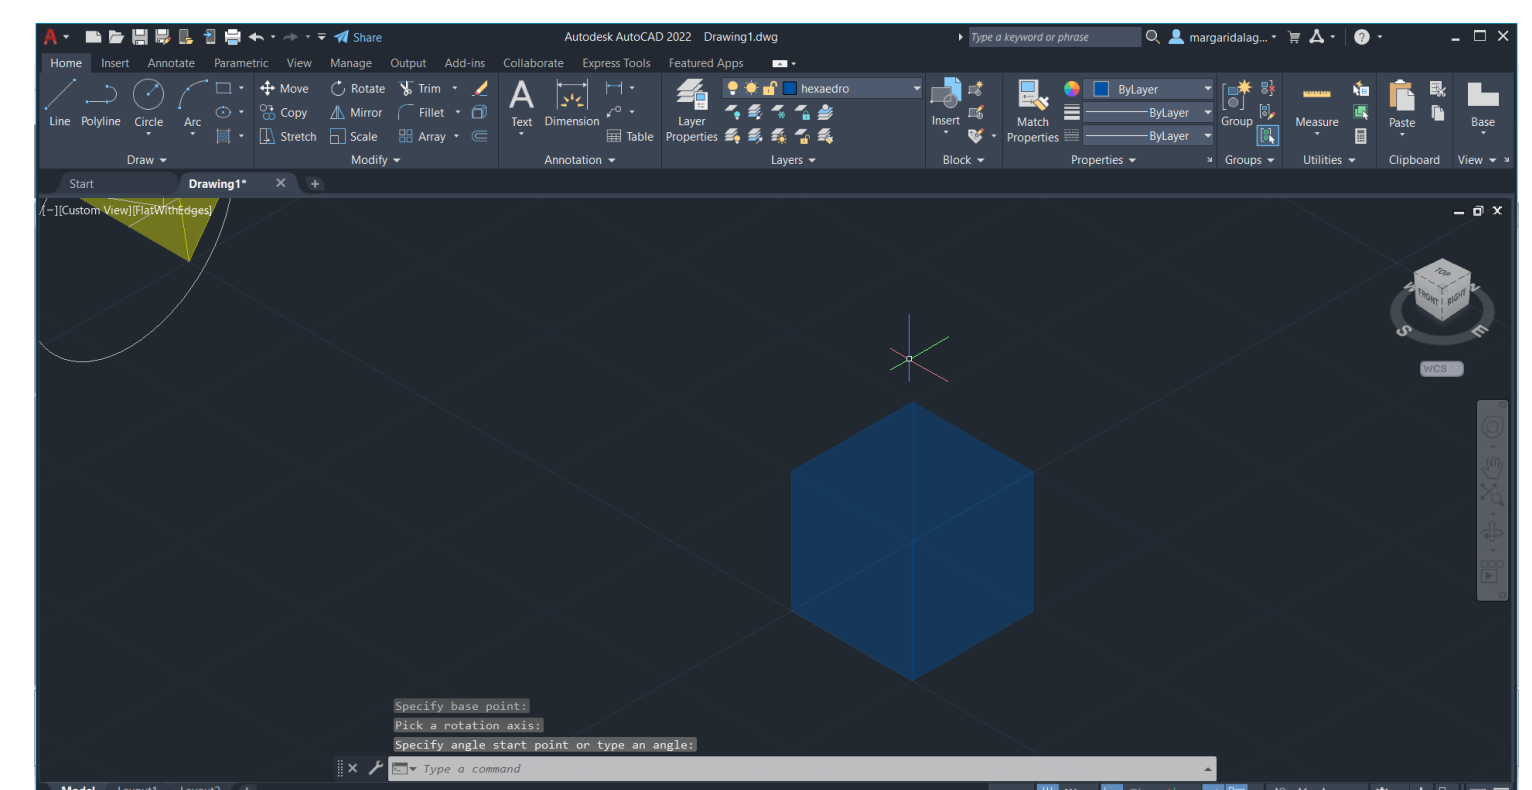 Share
Autodesk AutoCAD 2022 Drawing1.dwg
Type a keyword or phrase
margaridalag...
Home Insert Annotate Parametric View Manage Output Add-ins Collaborate Express Tools Featured Apps
Line Polyline Circle Arc
Move Rotate Trim
Copy Mirror Fillet
Stretch Scale Array
Text Dimension Table
Layer Properties
hexaedro
Insert
Match Properties
ByLayer
ByLayer
ByLayer
Group
Measure
Paste
Base
Draw Modify Annotation Layers Block Properties Groups Utilities Clipboard View
Start Drawing1* +
[−][Custom View][FlatWithEdges]
TOP
FRONT RIGHT
S E
WCS
Specify base point:
Pick a rotation axis:
Specify angle start point or type an angle:
Type a command
Model Layout1 Layout2 +